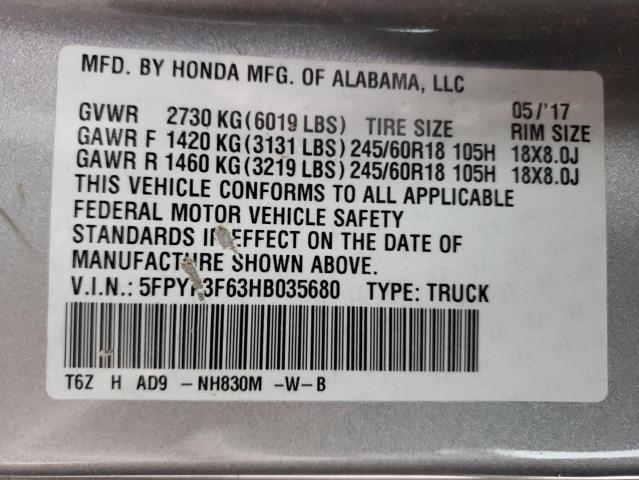 MFD. BY HONDA MFG. OF ALABAMA, LLC
05/'17
GVWR 2730 KG(6019 LBS) TIRE SIZE RIM SIZE
GAWR F 1420 KG(3131 LBS) 245/60R18 105H 18X8.0J
GAWR R 1460 KG(3219 LBS) 245/60R18 105H 18X8.0J
THIS VEHICLE CONFORMS TO ALL APPLICABLE
FEDERAL MOTOR VEHICLE SAFETY
STANDARDS IN EFFECT ON THE DATE OF
MANUFACTURE SHOWN ABOVE.
V.I.N.: TYPE: TRUCK
T6Z H AD9 -NH830M -W-B